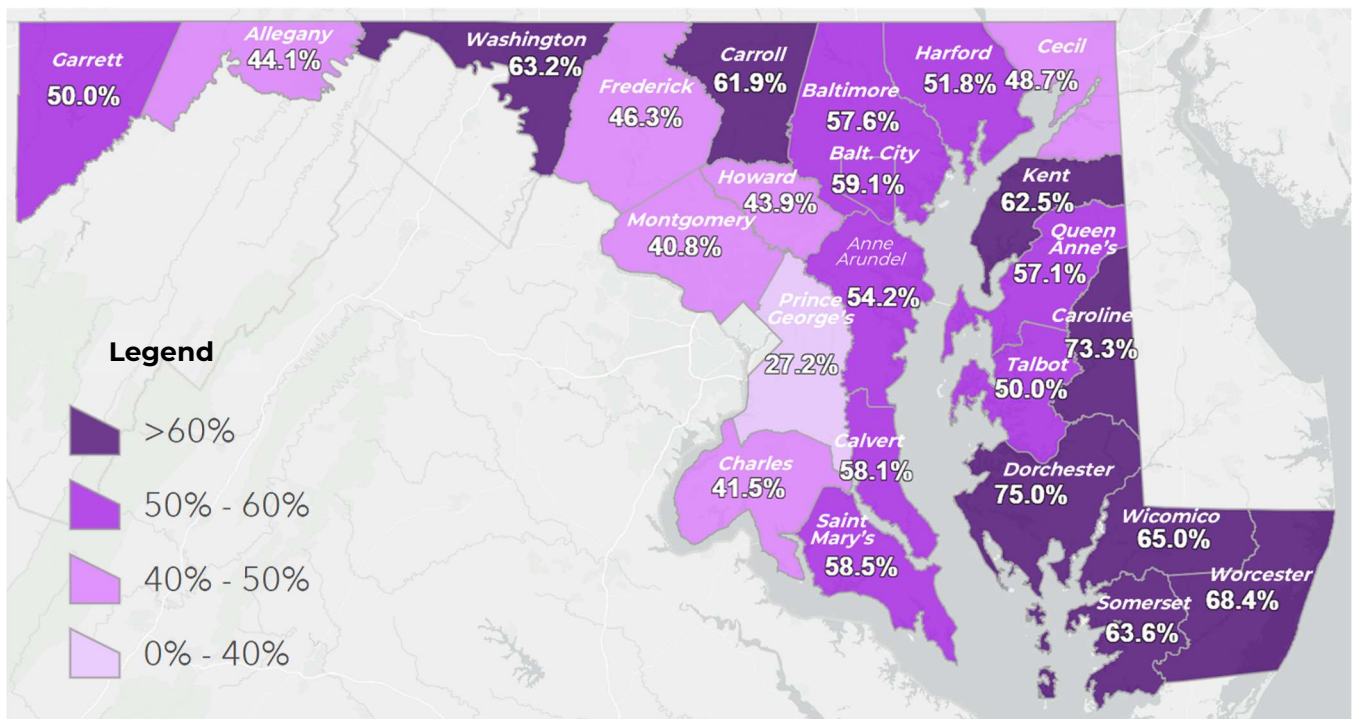 Garrett
50.0%
Allegany
44.1%
Washington
63.2%
Frederick
46.3%
Carroll
61.9%
Baltimore
57.6%
Balt. City
59.1%
Harford
51.8%
Cecil
48.7%
Howard
43.9%
Montgomery
40.8%
Anne
Arundel
54.2%
Prince
George's
27.2%
Kent
62.5%
Queen
Anne's
57.1%
Caroline
73.3%
Talbot
50.0%
Calvert
58.1%
Charles
41.5%
Saint
Mary's
58.5%
Dorchester
75.0%
Wicomico
65.0%
Worcester
68.4%
Somerset
63.6%
Legend
>60%
50% - 60%
40% - 50%
0% - 40%